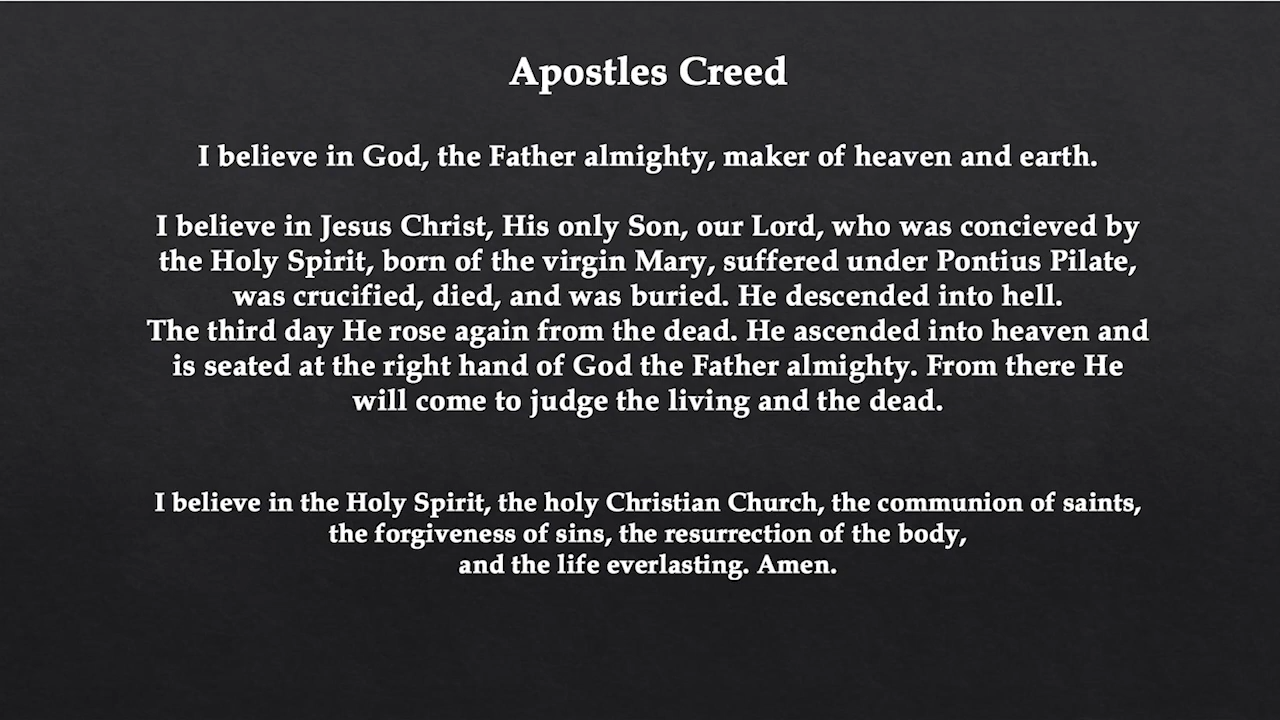 Apostles Creed
I believe in God, the Father almighty, maker of heaven and earth.
I believe in Jesus Christ, His only Son, our Lord, who was concieved by
the Holy Spirit, born of the virgin Mary, suffered under Pontius Pilate,
was crucified, died, and was buried. He descended into hell.
The third day He rose again from the dead. He ascended into heaven and
is seated at the right hand of God the Father almighty. From there He
will come to judge the living and the dead.
I believe in the Holy Spirit, the holy Christian Church, the communion of saints,
the forgiveness of sins, the resurrection of the body,
and the life everlasting. Amen.